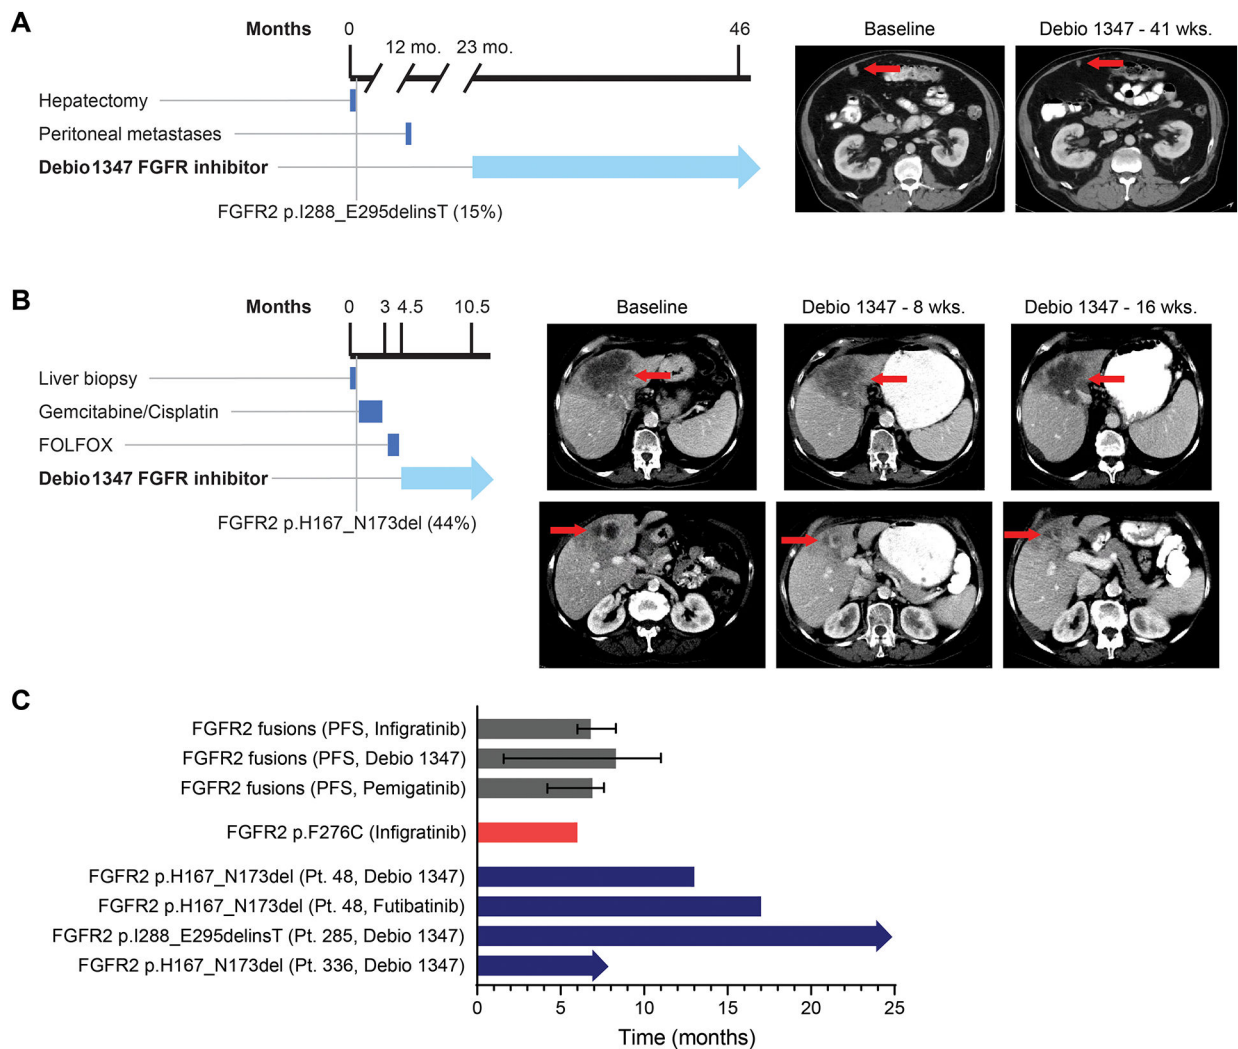 A
Months 0 12 mo. 23 mo. 46
Hepatectomy
Peritoneal metastases
Debio1347 FGFR inhibitor
FGFR2 p.I288_E295delinsT (15%)
Baseline
Debio 1347 - 41 wks.
B
Months 0 3 4.5 10.5
Liver biopsy
Gemcitabine/Cisplatin
FOLFOX
Debio1347 FGFR inhibitor
FGFR2 p.H167_N173del (44%)
Baseline
Debio 1347 - 8 wks.
Debio 1347 - 16 wks.
C
FGFR2 fusions (PFS, Infigratinib)
FGFR2 fusions (PFS, Debio 1347)
FGFR2 fusions (PFS, Pemigatinib)
FGFR2 p.F276C (Infigratinib)
FGFR2 p.H167_N173del (Pt. 48, Debio 1347)
FGFR2 p.H167_N173del (Pt. 48, Futibatinib)
FGFR2 p.I288_E295delinsT (Pt. 285, Debio 1347)
FGFR2 p.H167_N173del (Pt. 336, Debio 1347)
0 5 10 15 20 25
Time (months)